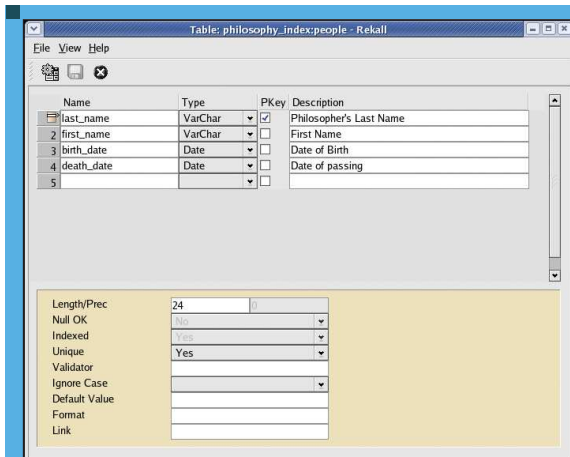 Table: philosophy_index:people - Rekall
File View Help
Name Type PKey Description
last_name VarChar Philosopher's Last Name
2 first_name VarChar First Name
3 birth_date Date Date of Birth
4 death_date Date Date of passing
5
Length/Prec 24 0
Null OK No
Indexed Yes
Unique Yes
Validator
Ignore Case
Default Value
Format
Link